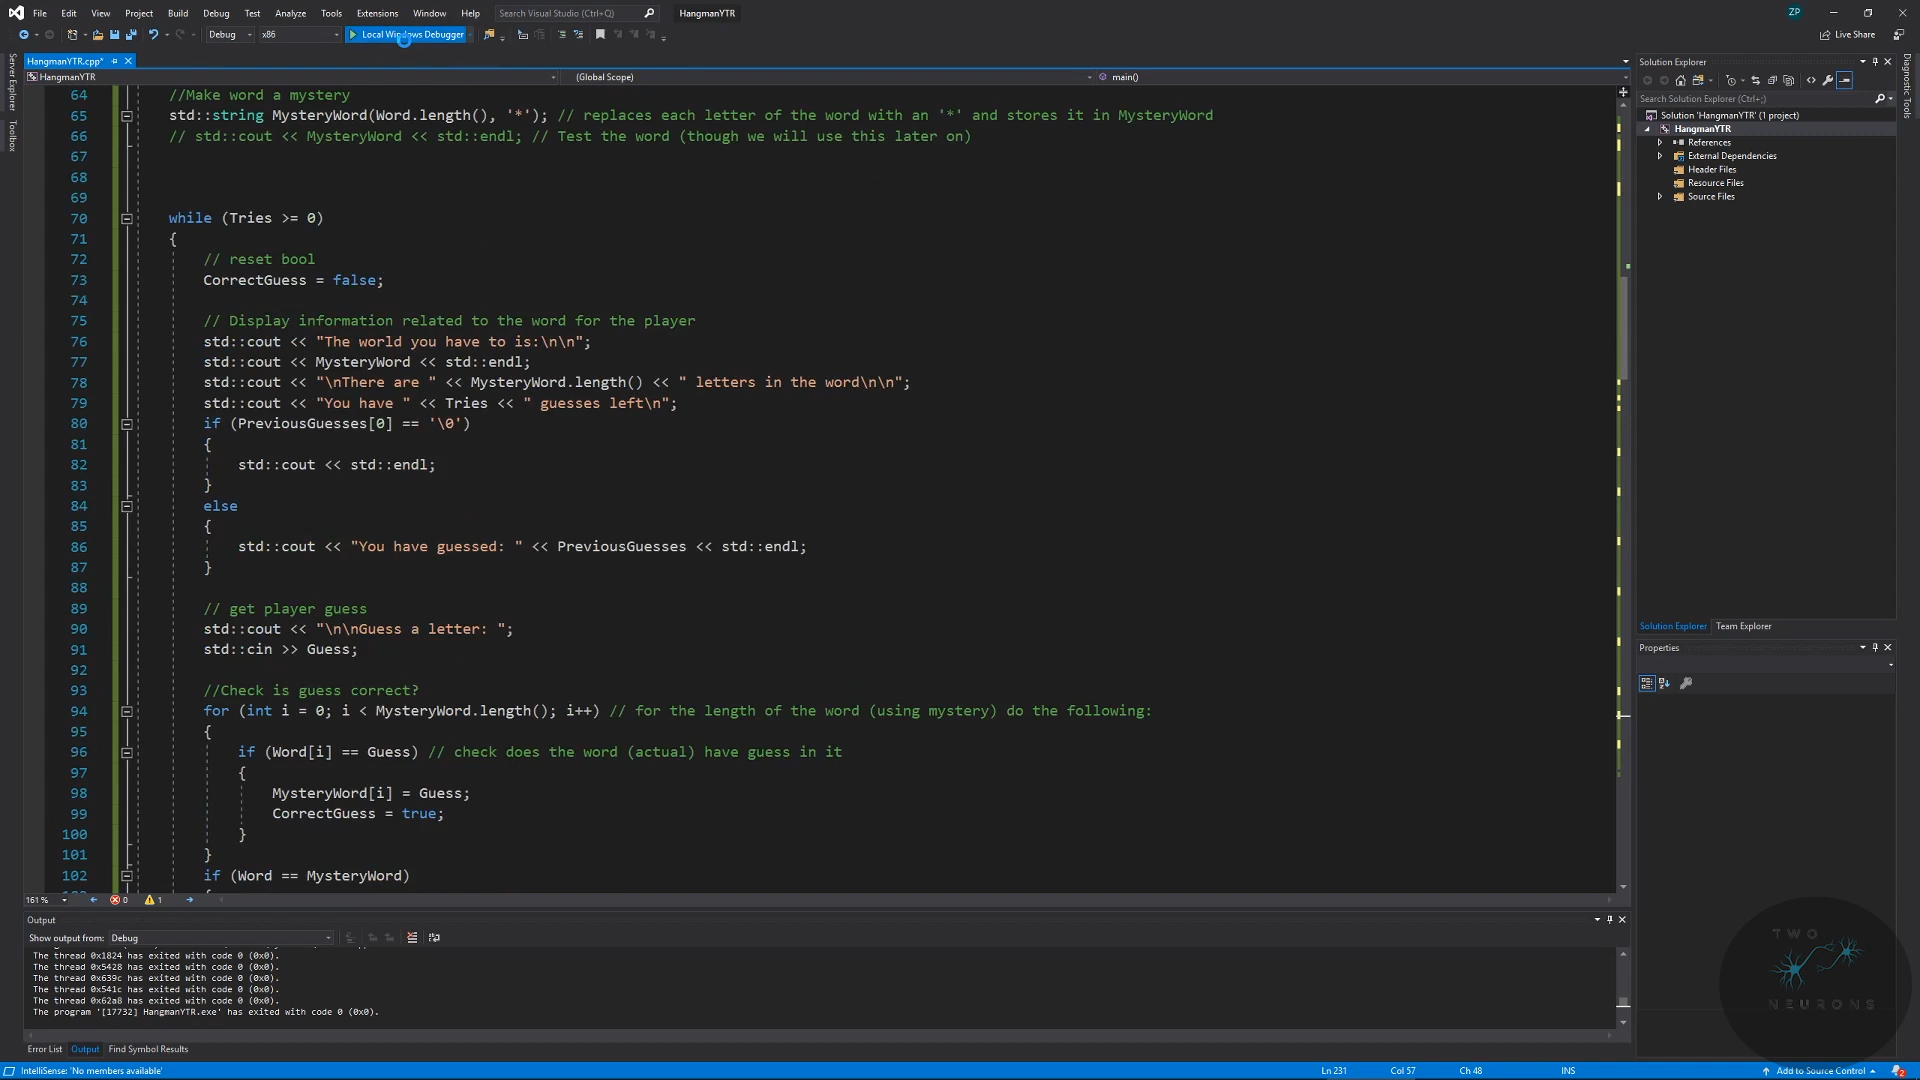 File Edit View Project Build Debug Test Analyze Tools Extensions Window Help Search Visual Studio (Ctrl+Q) HangmanYTR ZP
Debug x86 Local Windows Debugger Live Share
HangmanYTR.cpp*
HangmanYTR (Global Scope) main()
Server Explorer
Toolbox
64 //Make word a mystery
65 std::string MysteryWord(Word.length(), '*'); // replaces each letter of the word with an '*' and stores it in MysteryWord
66 // std::cout << MysteryWord << std::endl; // Test the word (though we will use this later on)
67
68
69
70 while (Tries >= 0)
71 {
72 // reset bool
73 CorrectGuess = false;
74
75 // Display information related to the word for the player
76 std::cout << "The world you have to is:\n\n";
77 std::cout << MysteryWord << std::endl;
78 std::cout << "\nThere are " << MysteryWord.length() << " letters in the word\n\n";
79 std::cout << "You have " << Tries << " guesses left\n";
80 if (PreviousGuesses[0] == '\0')
81 {
82 std::cout << std::endl;
83 }
84 else
85 {
86 std::cout << "You have guessed: " << PreviousGuesses << std::endl;
87 }
88
89 // get player guess
90 std::cout << "\n\nGuess a letter: ";
91 std::cin >> Guess;
92
93 //Check is guess correct?
94 for (int i = 0; i < MysteryWord.length(); i++) // for the length of the word (using mystery) do the following:
95 {
96 if (Word[i] == Guess) // check does the word (actual) have guess in it
97 {
98 MysteryWord[i] = Guess;
99 CorrectGuess = true;
100 }
101 }
102 if (Word == MysteryWord)
161 % 0 1
Output
Show output from: Debug
The thread 0x1824 has exited with code 0 (0x0).
The thread 0x5428 has exited with code 0 (0x0).
The thread 0x639c has exited with code 0 (0x0).
The thread 0x541c has exited with code 0 (0x0).
The thread 0x62a8 has exited with code 0 (0x0).
The program '[17732] HangmanYTR.exe' has exited with code 0 (0x0).
Error List Output Find Symbol Results
IntelliSense: 'No members available' Ln 231 Col 57 Ch 48 INS Add to Source Control 2
Solution Explorer
Search Solution Explorer (Ctrl+;)
Solution 'HangmanYTR' (1 project)
HangmanYTR
References
External Dependencies
Header Files
Resource Files
Source Files
Solution Explorer Team Explorer
Properties
Diagnostic Tools
TWO
NEURONS